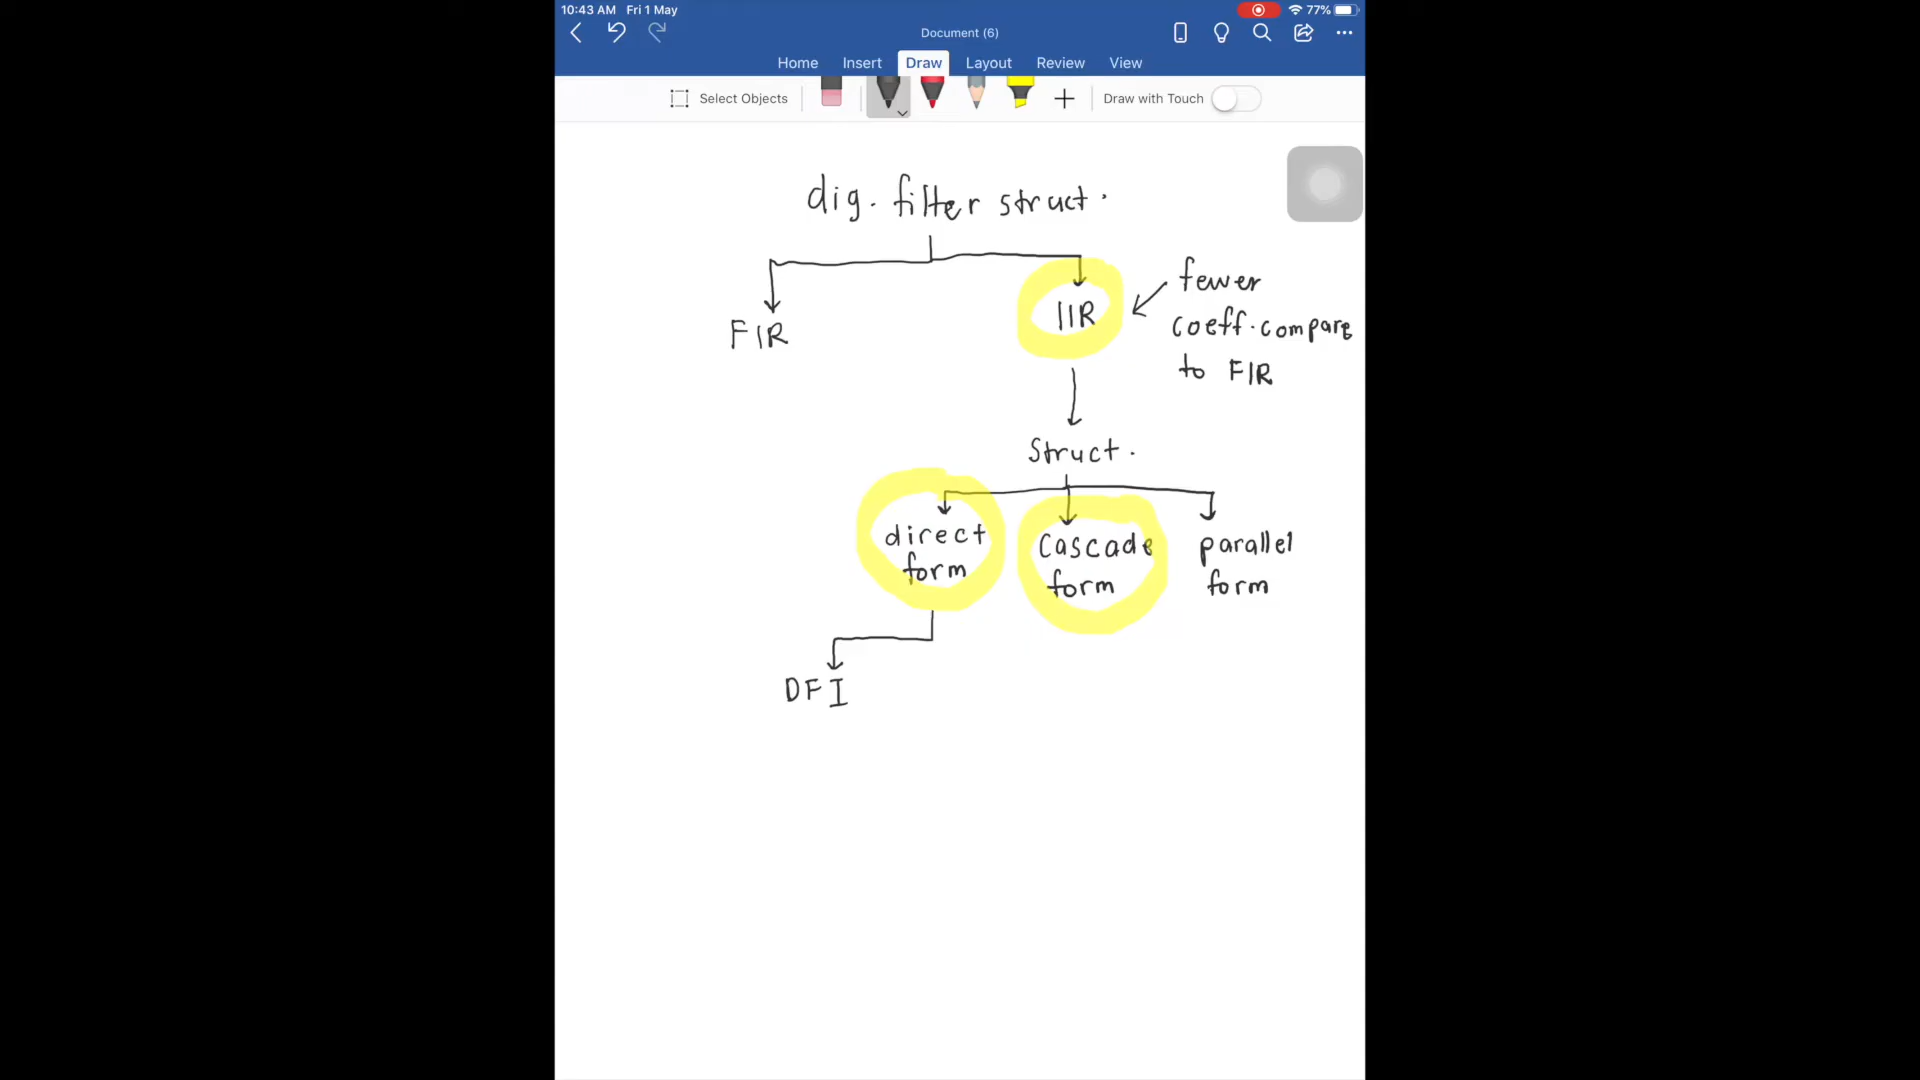 10:43 AM Fri 1 May
77%
Document (6)
Home Insert Draw Layout Review View
Select Objects
Draw with Touch
dig. filter struct.
FIR
IIR
fewer
coeff. compare
to FIR
Struct.
direct
form
Cascade
form
parallel
form
DFI